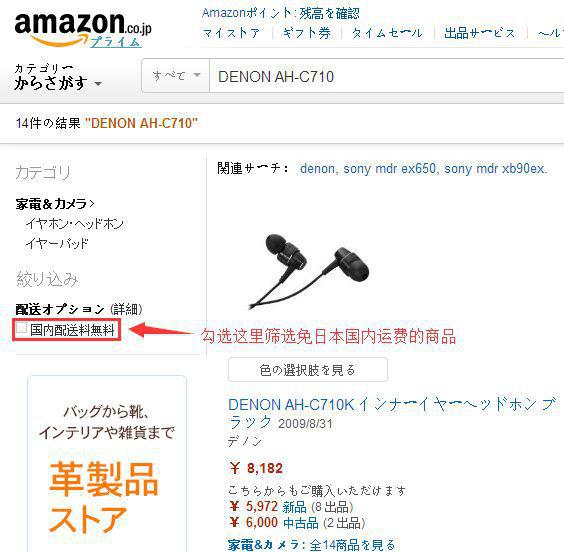 amazon.co.jp
プライム
Amazonポイント: 残高を確認
マイストア ギフト券 タイムセール 出品サービス ヘル
カテゴリー
からさがす
すべて DENON AH-C710
14件の結果 "DENON AH-C710"
カテゴリ
家電&カメラ
イヤホン・ヘッドホン
イヤーパッド
絞り込み
配送オプション (詳細)
国内配送料無料
勾选这里筛选免日本国内运费的商品
バッグから靴、
インテリアや雑貨まで
革製品
ストア
関連サーチ: denon, sony mdr ex650, sony mdr xb90ex.
色の選択肢を見る
DENON AH-C710K インナーイヤーヘッドホン ブ
ラック 2009/8/31
デノン
¥ 8,182
こちらからもご購入いただけます
¥ 5,972 新品 (8 出品)
¥ 6,000 中古品 (2 出品)
家電&カメラ: 全14商品を見る